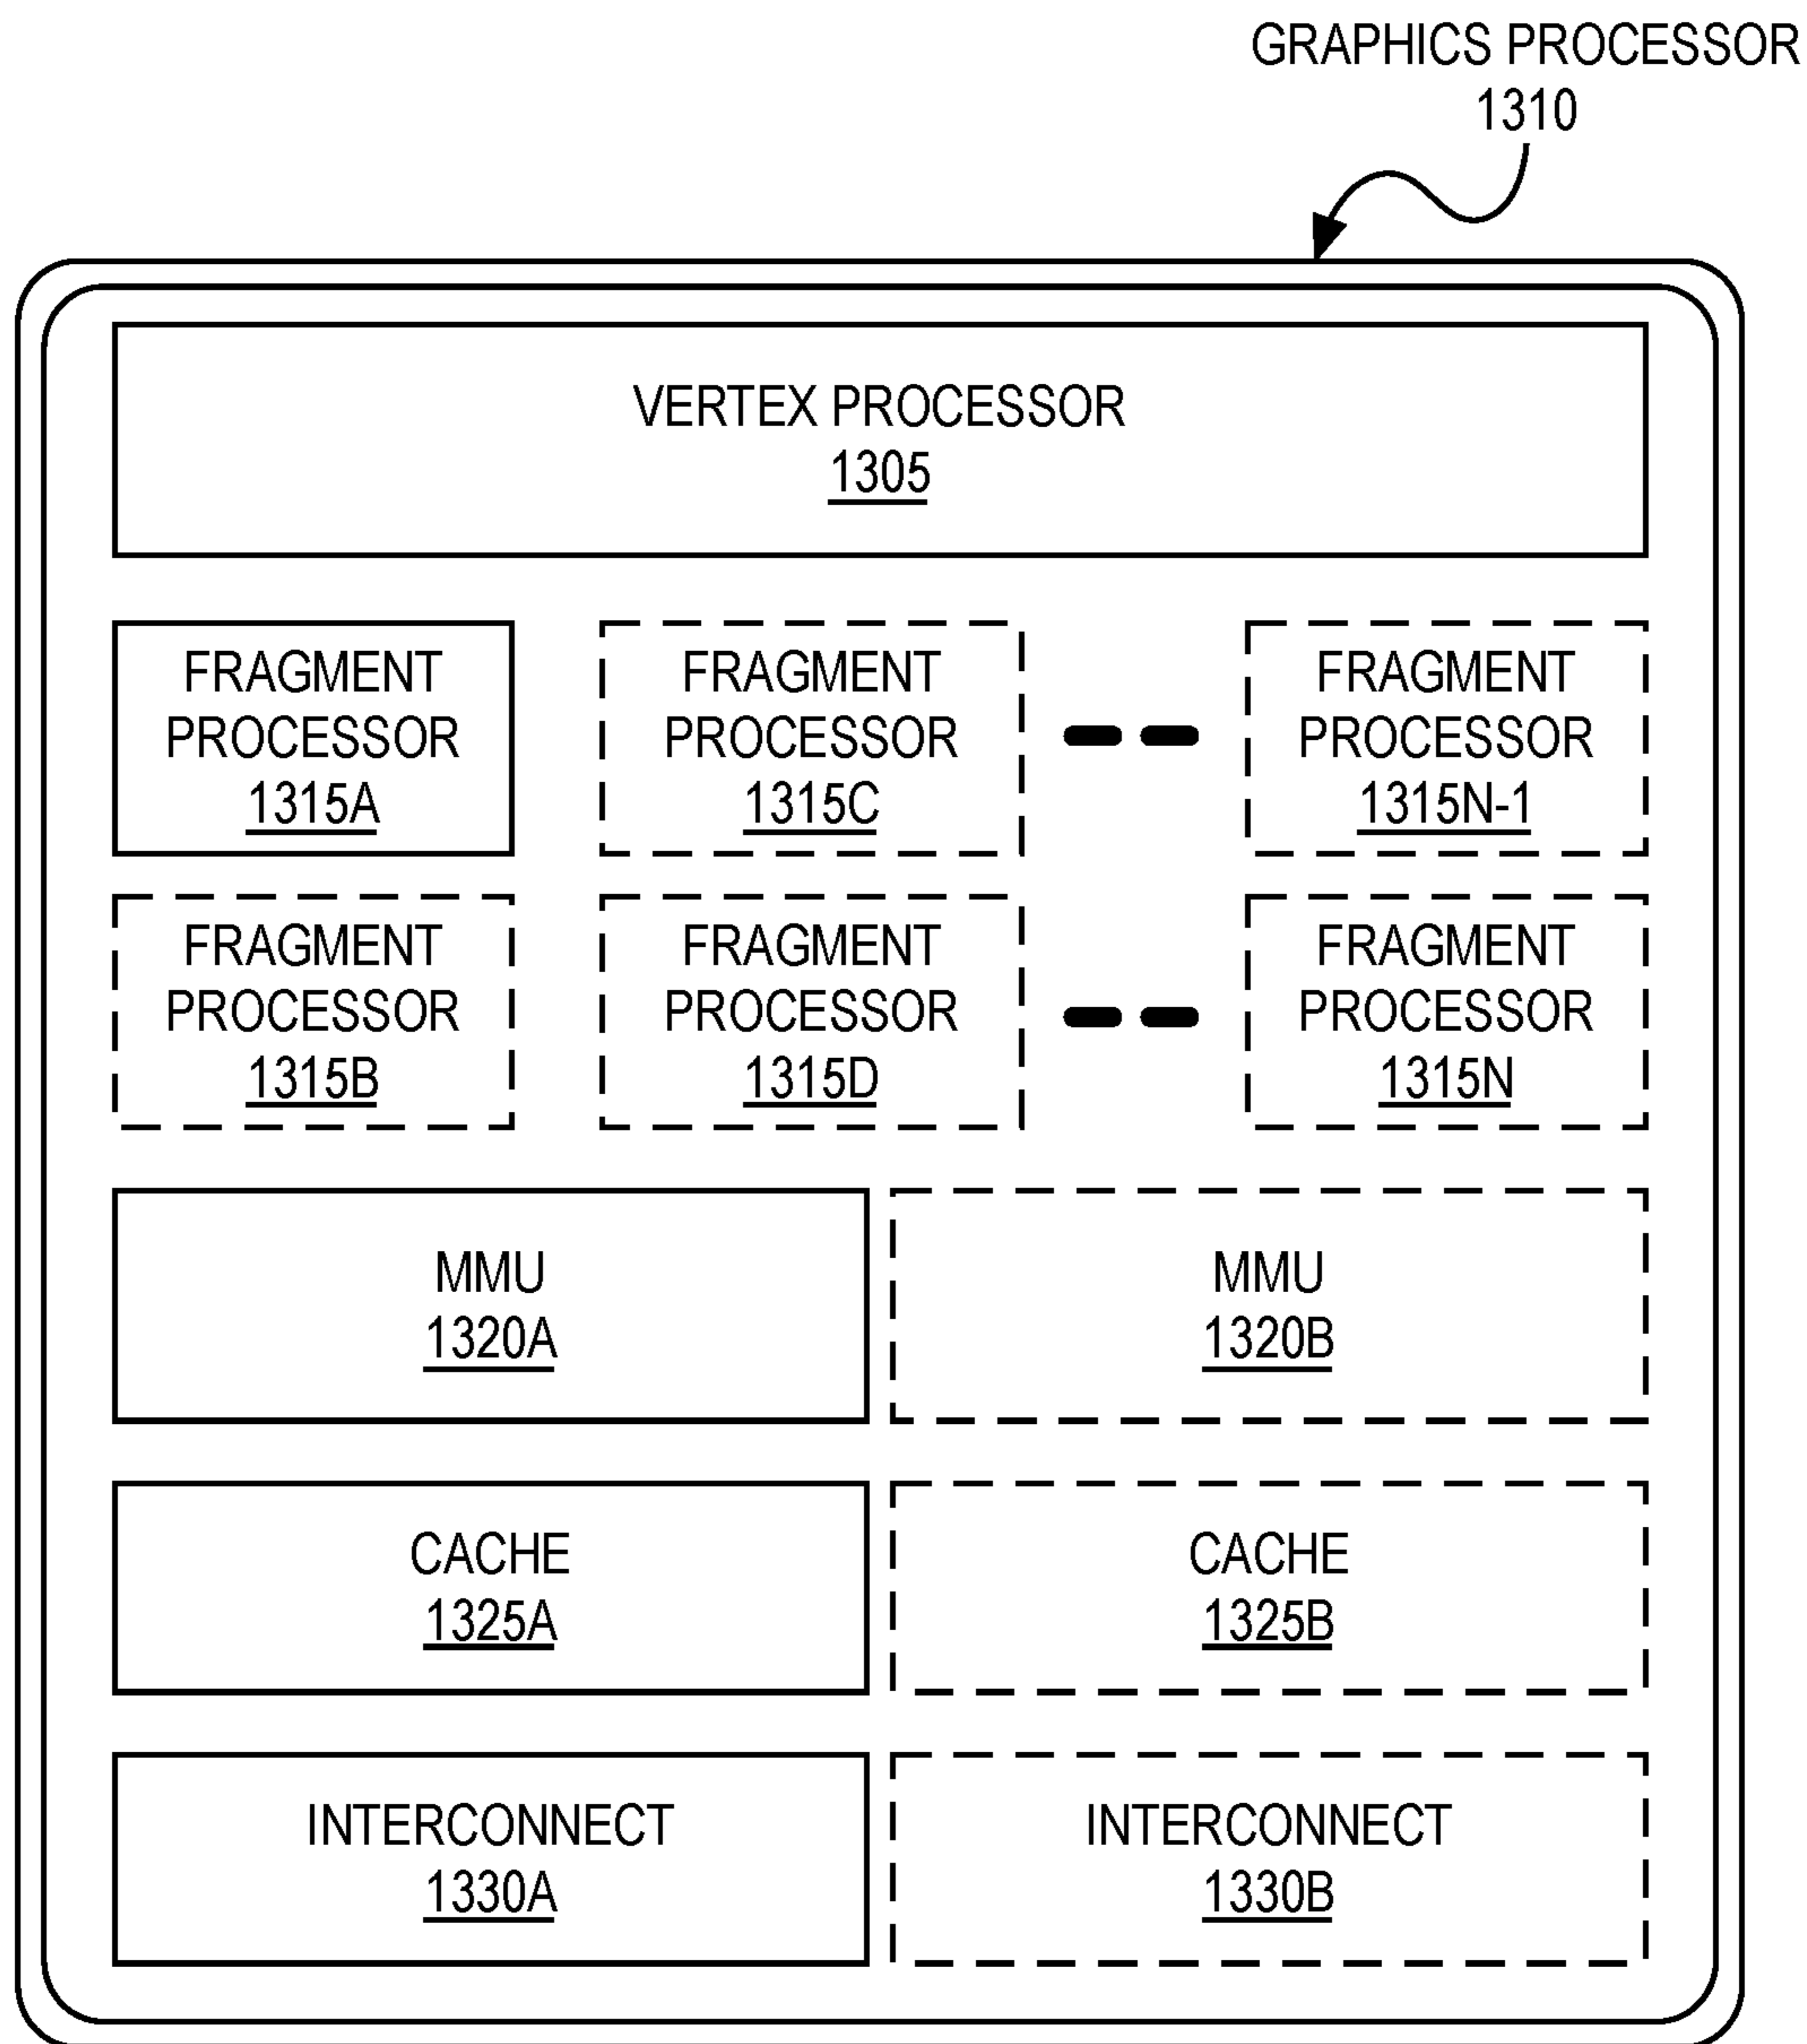 GRAPHICS PROCESSOR
1310
VERTEX PROCESSOR
1305
FRAGMENT
PROCESSOR
1315A
FRAGMENT
PROCESSOR
1315C
FRAGMENT
PROCESSOR
1315N-1
FRAGMENT
PROCESSOR
1315B
FRAGMENT
PROCESSOR
1315D
FRAGMENT
PROCESSOR
1315N
MMU
1320A
MMU
1320B
CACHE
1325A
CACHE
1325B
INTERCONNECT
1330A
INTERCONNECT
1330B